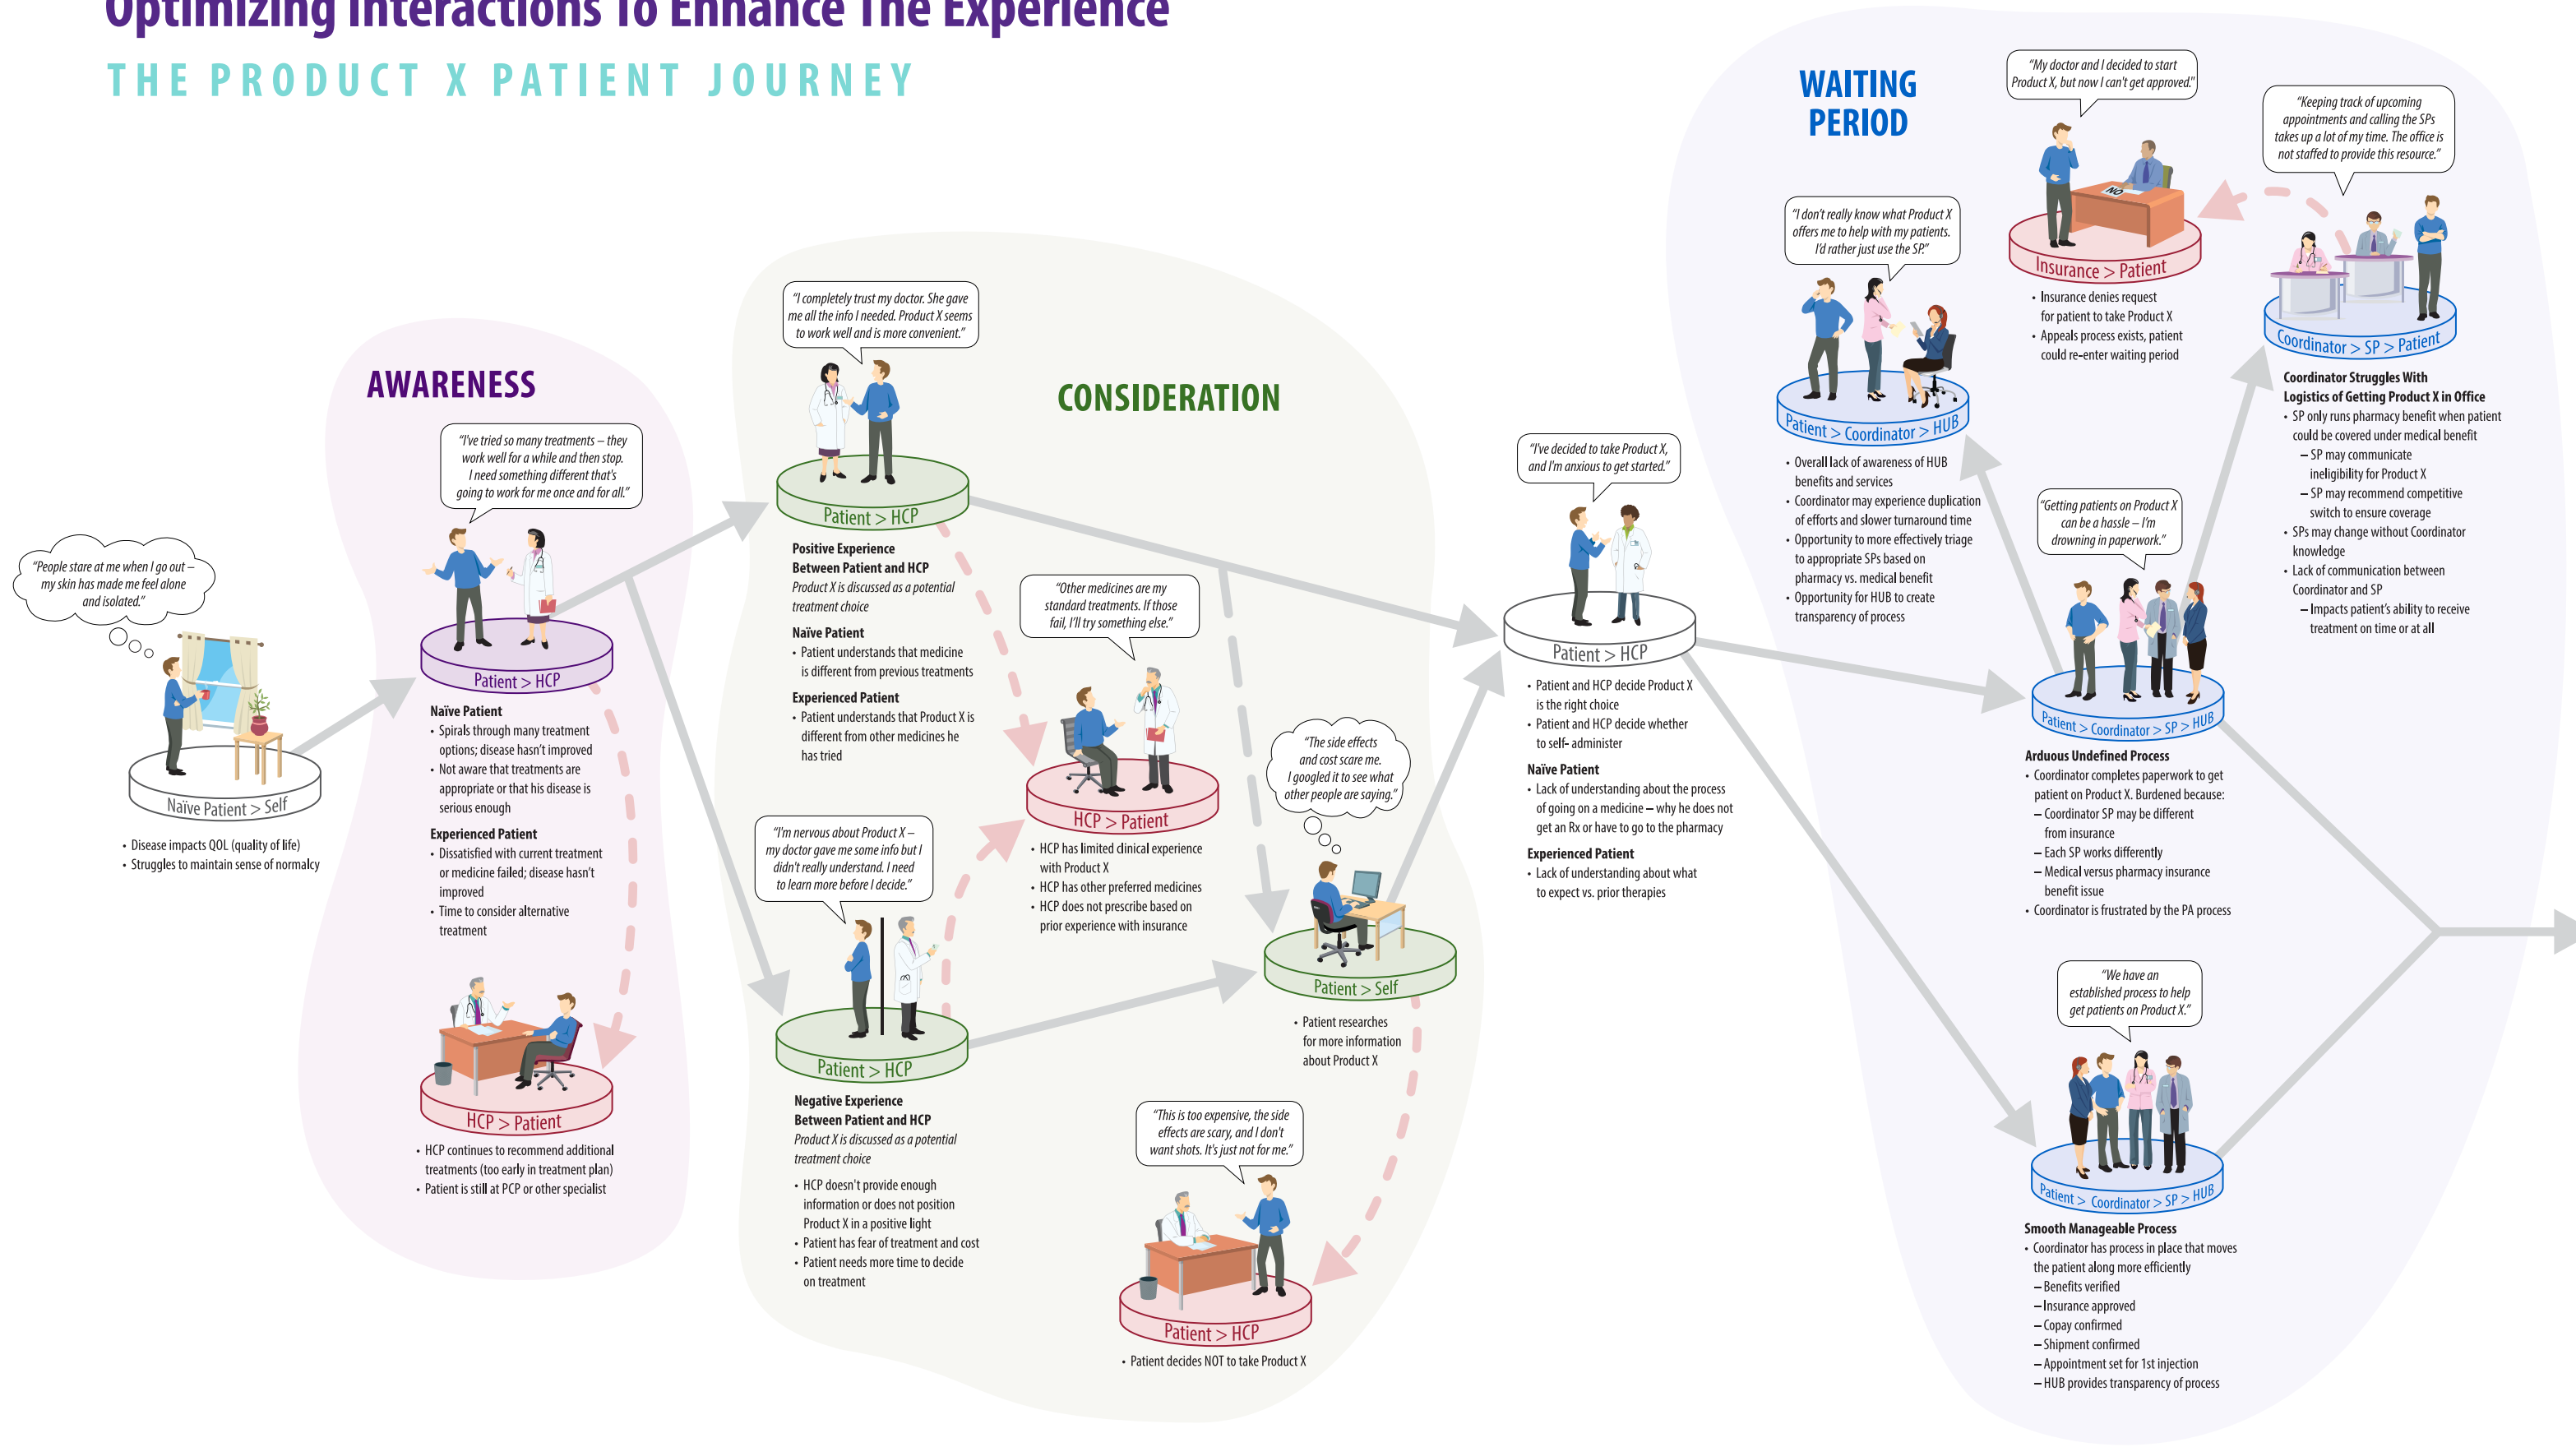 Optimizing Interactions To Enhance The Experience
THE PRODUCT X PATIENT JOURNEY
“People stare at me when I go out –
my skin has made me feel alone
and isolated.”
Naïve Patient > Self
• Disease impacts QOL (quality of life)
• Struggles to maintain sense of normalcy
AWARENESS
“I've tried so many treatments – they
work well for a while and then stop.
I need something different that's
going to work for me once and for all.”
Patient > HCP
Naïve Patient
• Spirals through many treatment
options; disease hasn’t improved
• Not aware that treatments are
appropriate or that his disease is
serious enough
Experienced Patient
• Dissatisfied with current treatment
or medicine failed; disease hasn’t
improved
• Time to consider alternative
treatment
HCP > Patient
• HCP continues to recommend additional
treatments (too early in treatment plan)
• Patient is still at PCP or other specialist
CONSIDERATION
“I completely trust my doctor. She gave
me all the info I needed. Product X seems
to work well and is more convenient.”
Patient > HCP
Positive Experience
Between Patient and HCP
Product X is discussed as a potential
treatment choice
Naïve Patient
• Patient understands that medicine
is different from previous treatments
Experienced Patient
• Patient understands that Product X is
different from other medicines he
has tried
“Other medicines are my
standard treatments. If those
fail, I’ll try something else.”
HCP > Patient
• HCP has limited clinical experience
with Product X
• HCP has other preferred medicines
• HCP does not prescribe based on
prior experience with insurance
“I'm nervous about Product X –
my doctor gave me some info but I
didn't really understand. I need
to learn more before I decide.”
Patient > HCP
Negative Experience
Between Patient and HCP
Product X is discussed as a potential
treatment choice
• HCP doesn't provide enough
information or does not position
Product X in a positive light
• Patient has fear of treatment and cost
• Patient needs more time to decide
on treatment
“The side effects
and cost scare me.
I googled it to see what
other people are saying.”
Patient > Self
• Patient researches
for more information
about Product X
“This is too expensive, the side
effects are scary, and I don't
want shots. It's just not for me.”
Patient > HCP
• Patient decides NOT to take Product X
“I've decided to take Product X,
and I'm anxious to get started.”
Patient > HCP
• Patient and HCP decide Product X
is the right choice
• Patient and HCP decide whether
to self- administer
Naïve Patient
• Lack of understanding about the process
of going on a medicine – why he does not
get an Rx or have to go to the pharmacy
Experienced Patient
• Lack of understanding about what
to expect vs. prior therapies
WAITING
PERIOD
“I don’t really know what Product X
offers me to help with my patients.
I’d rather just use the SP.”
Patient > Coordinator > HUB
• Overall lack of awareness of HUB
benefits and services
• Coordinator may experience duplication
of efforts and slower turnaround time
• Opportunity to more effectively triage
to appropriate SPs based on
pharmacy vs. medical benefit
• Opportunity for HUB to create
transparency of process
“My doctor and I decided to start
Product X, but now I can't get approved."
NO
Insurance > Patient
• Insurance denies request
for patient to take Product X
• Appeals process exists, patient
could re-enter waiting period
“Keeping track of upcoming
appointments and calling the SPs
takes up a lot of my time. The office is
not staffed to provide this resource.”
Coordinator > SP > Patient
Coordinator Struggles With
Logistics of Getting Product X in Office
• SP only runs pharmacy benefit when patient
could be covered under medical benefit
– SP may communicate
ineligibility for Product X
– SP may recommend competitive
switch to ensure coverage
• SPs may change without Coordinator
knowledge
• Lack of communication between
Coordinator and SP
– Impacts patient’s ability to receive
treatment on time or at all
“Getting patients on Product X
can be a hassle – I’m
drowning in paperwork.”
Patient > Coordinator > SP > HUB
Arduous Undefined Process
• Coordinator completes paperwork to get
patient on Product X. Burdened because:
– Coordinator SP may be different
from insurance
– Each SP works differently
– Medical versus pharmacy insurance
benefit issue
• Coordinator is frustrated by the PA process
“We have an
established process to help
get patients on Product X.”
Patient > Coordinator > SP > HUB
Smooth Manageable Process
• Coordinator has process in place that moves
the patient along more efficiently
– Benefits verified
– Insurance approved
– Copay confirmed
– Shipment confirmed
– Appointment set for 1st injection
– HUB provides transparency of process